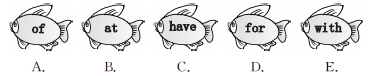 of at have for with
A. B. C. D. E.